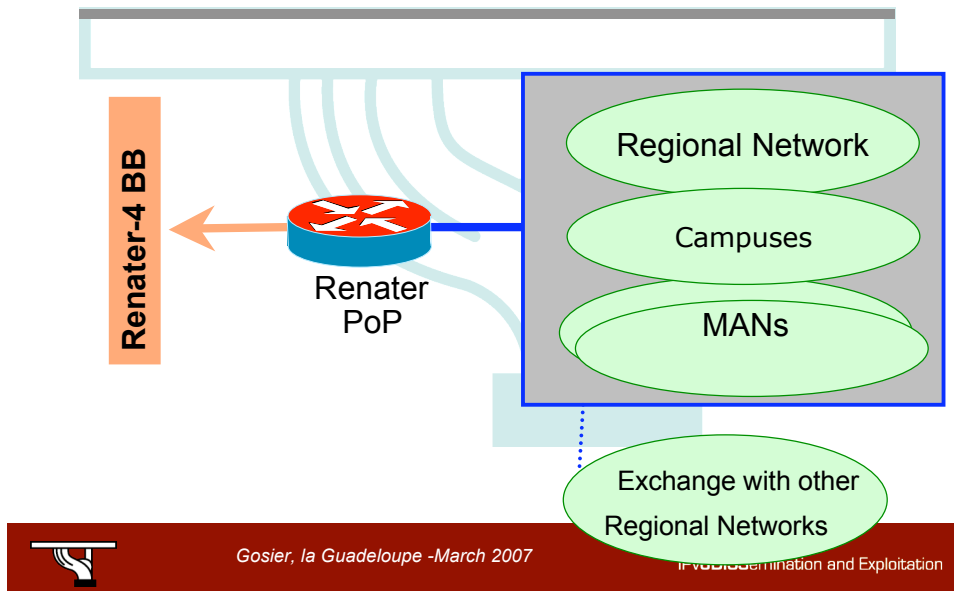 Renater-4 BB
Renater
PoP
Regional Network
Campuses
MANs
Exchange with other
Regional Networks
Gosier, la Guadeloupe -March 2007
and Exploitation